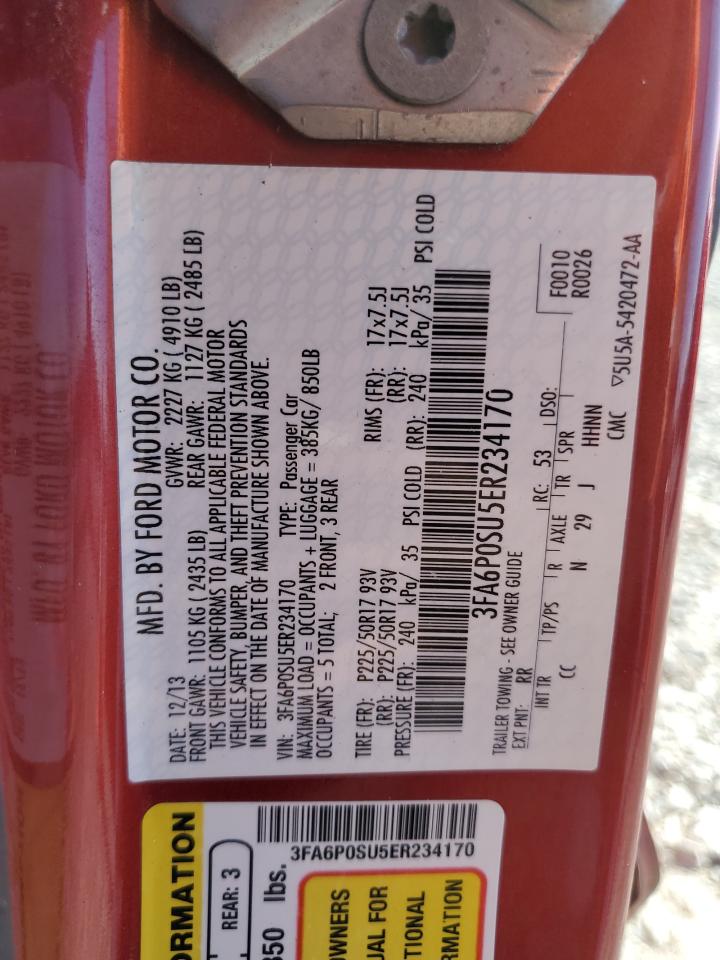 MFD. BY FORD MOTOR CO.
DATE: 12/13 GVWR: 2227 KG ( 4910 LB)
FRONT GAWR: 1105 KG ( 2435 LB) REAR GAWR: 1127 KG ( 2485 LB)
THIS VEHICLE CONFORMS TO ALL APPLICABLE FEDERAL MOTOR
VEHICLE SAFETY, BUMPER, AND THEFT PREVENTION STANDARDS
IN EFFECT ON THE DATE OF MANUFACTURE SHOWN ABOVE.
VIN: 3FA6P0SU5ER234170 TYPE: Passenger Car
MAXIMUM LOAD = OCCUPANTS + LUGGAGE = 385KG/ 850LB
OCCUPANTS = 5 TOTAL; 2 FRONT, 3 REAR
TIRE (FR): P225/50R17 93V RIMS (FR): 17x7.5J
(RR): P225/50R17 93V (RR): 17x7.5J
PRESSURE (FR): 240 kPa/ 35 PSI COLD (RR): 240 kPa/ 35 PSI COLD
3FA6P0SU5ER234170
TRAILER TOWING - SEE OWNER GUIDE
EXT PNT: RR RC: 53 DSO: F0010
R0026
INT TR TP/PS R AXLE TR SPR
CC N 29 J HHNN
CMC ▽5U5A-5420472-AA
ORMATION
REAR: 3
350 lbs.
3FA6P0SU5ER234170
OWNERS
UAL FOR
TIONAL
RMATION